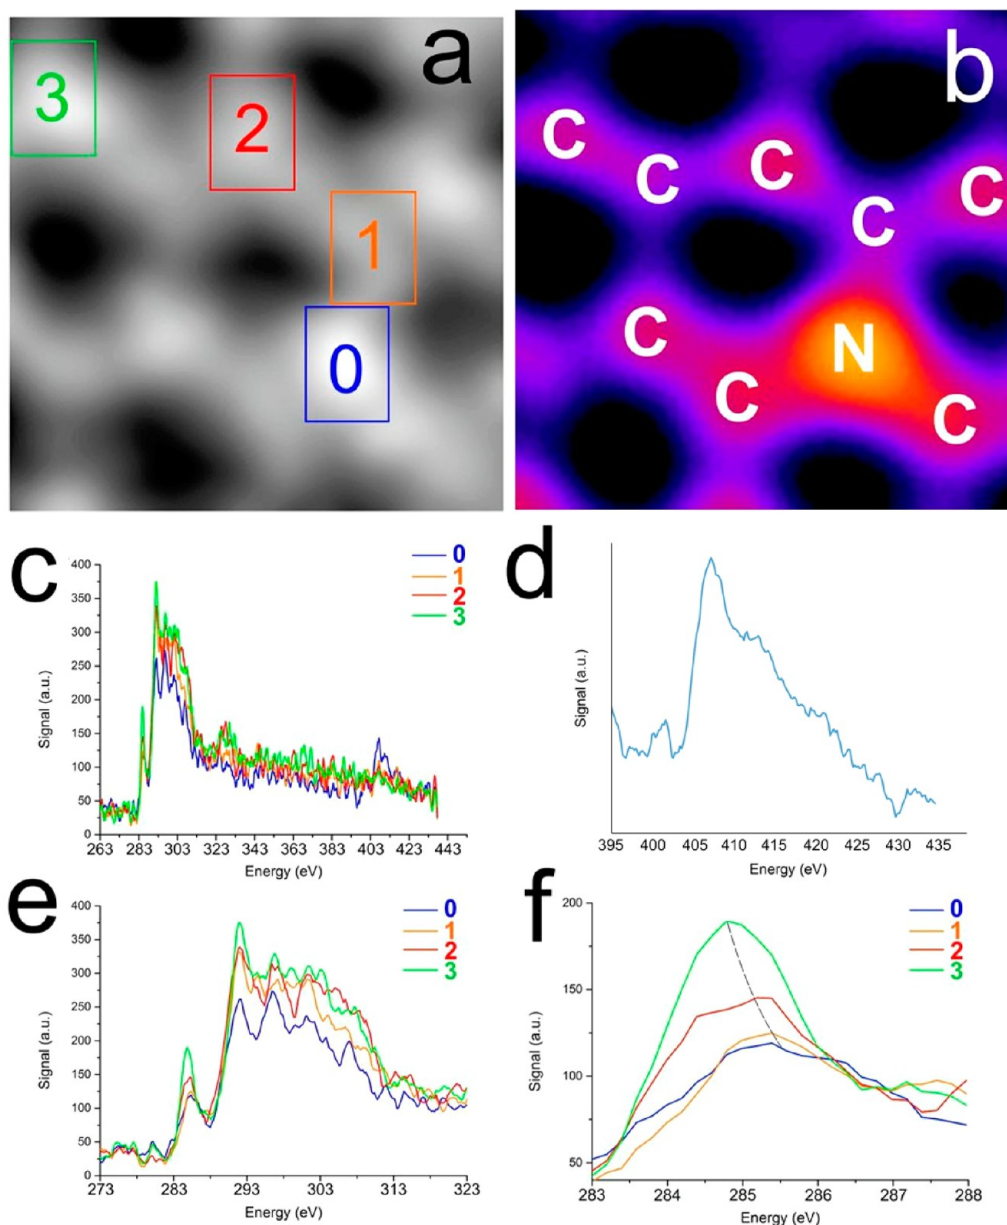 a
3
2
1
0
b
C
C
C
C
C
C
N
C
C
c
0
1
2
3
400
350
300
250
200
150
100
50
0
Signal (a.u.)
263 283 303 323 343 363 383 403 423 443
Energy (eV)
d
Signal (a.u.)
395 400 405 410 415 420 425 430 435
Energy (eV)
e
0
1
2
3
400
350
300
250
200
150
100
50
0
Signal (a.u.)
273 283 293 303 313 323
Energy (eV)
f
0
1
2
3
200
150
100
50
Signal (a.u.)
283 284 285 286 287 288
Energy (eV)